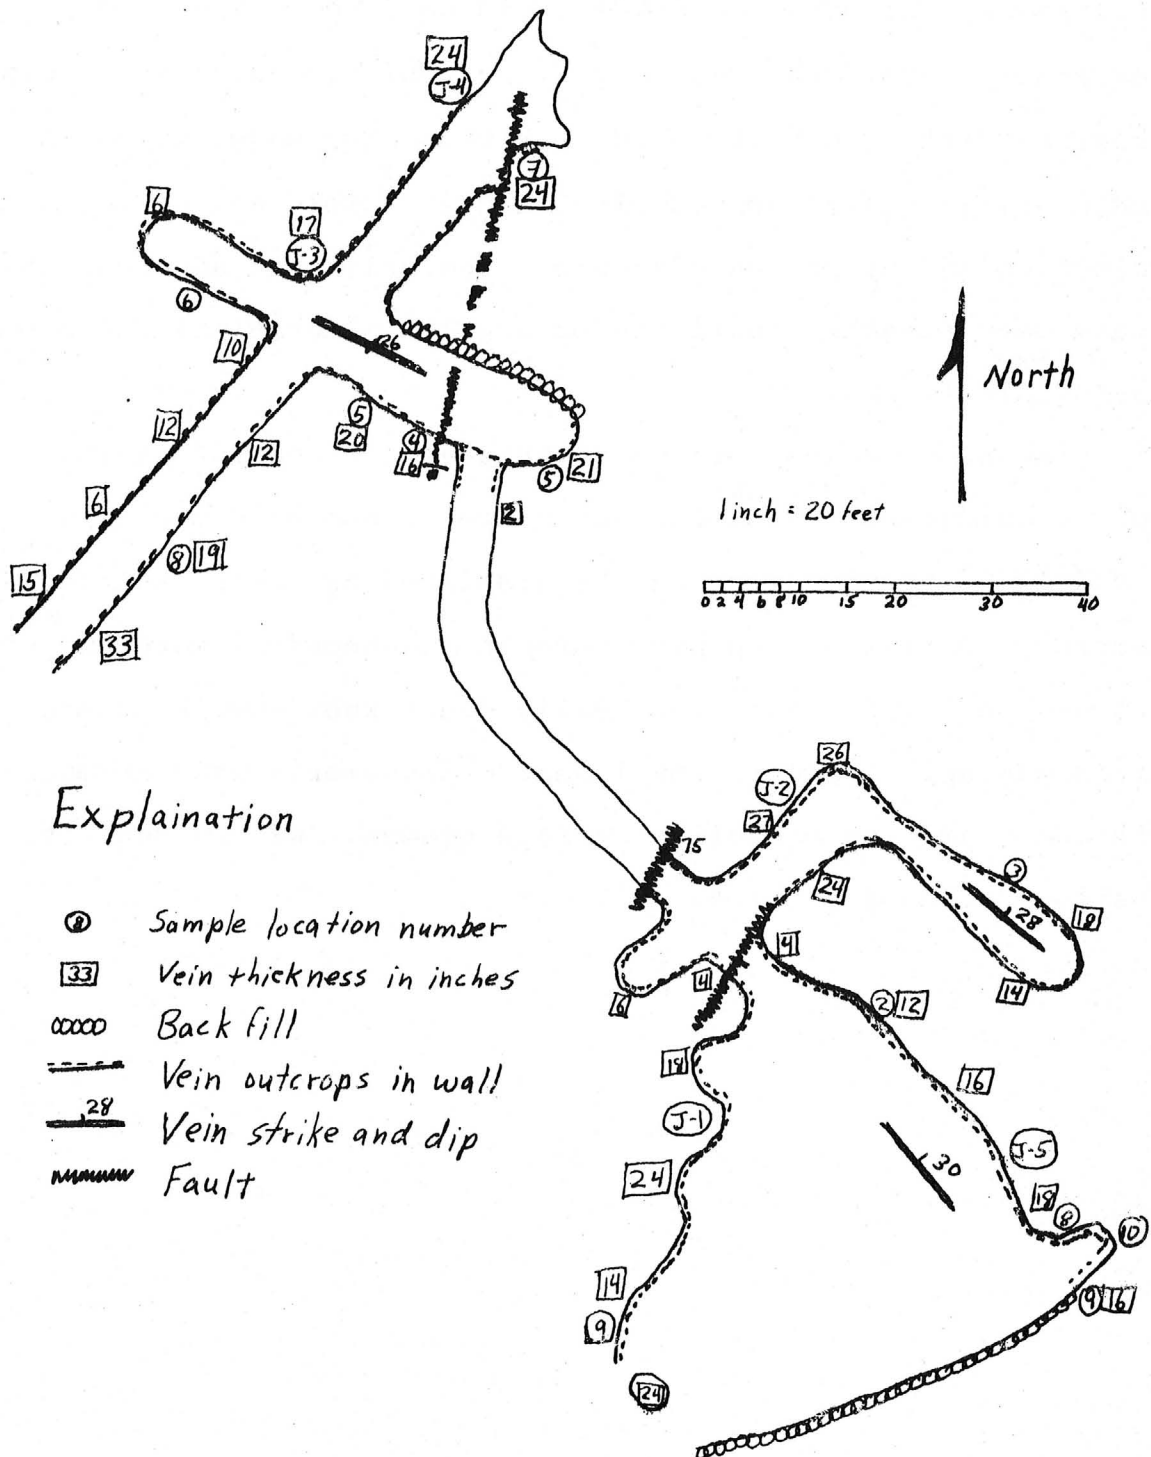 24
J-4
7
24
6
17
J-3
6
10
26
12
12
5
20
4
16
5
21
2
6
8 19
15
33
North
1 inch = 20 feet
0 2 4 6 8 10 15 20 30 40
26
J-2
27
75
24
3
28
18
14
4
4
6
2 12
18
16
J-1
J-5
30
24
18
8
10
9 16
14
9
24
Explaination
8 Sample location number
33 Vein thickness in inches
Back fill
Vein outcrops in wall
28 Vein strike and dip
Fault